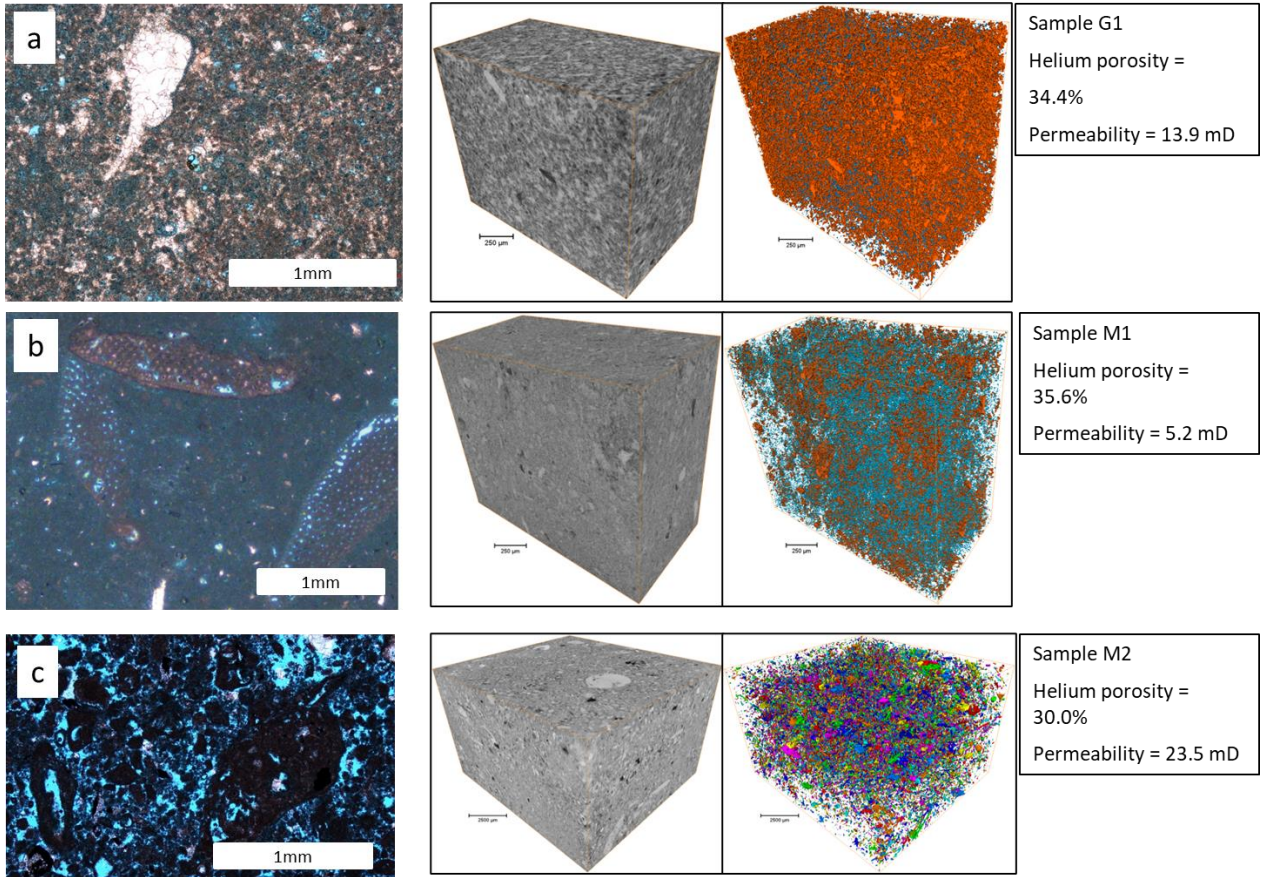 a
1mm
250 µm
250 µm
Sample G1
Helium porosity =
34.4%
Permeability = 13.9 mD
b
1mm
250 µm
250 µm
Sample M1
Helium porosity =
35.6%
Permeability = 5.2 mD
c
1mm
2500 µm
2500 µm
Sample M2
Helium porosity =
30.0%
Permeability = 23.5 mD